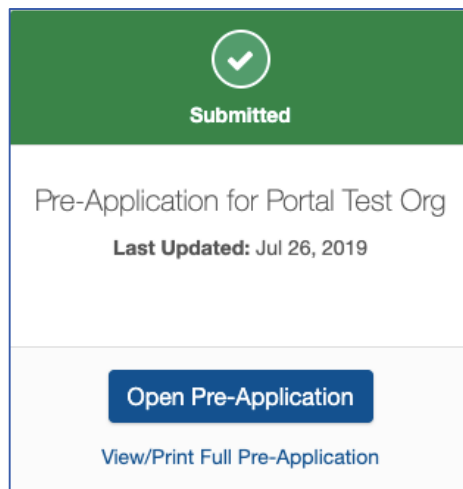 Submitted
Pre-Application for Portal Test Org
Last Updated: Jul 26, 2019
Open Pre-Application
View/Print Full Pre-Application